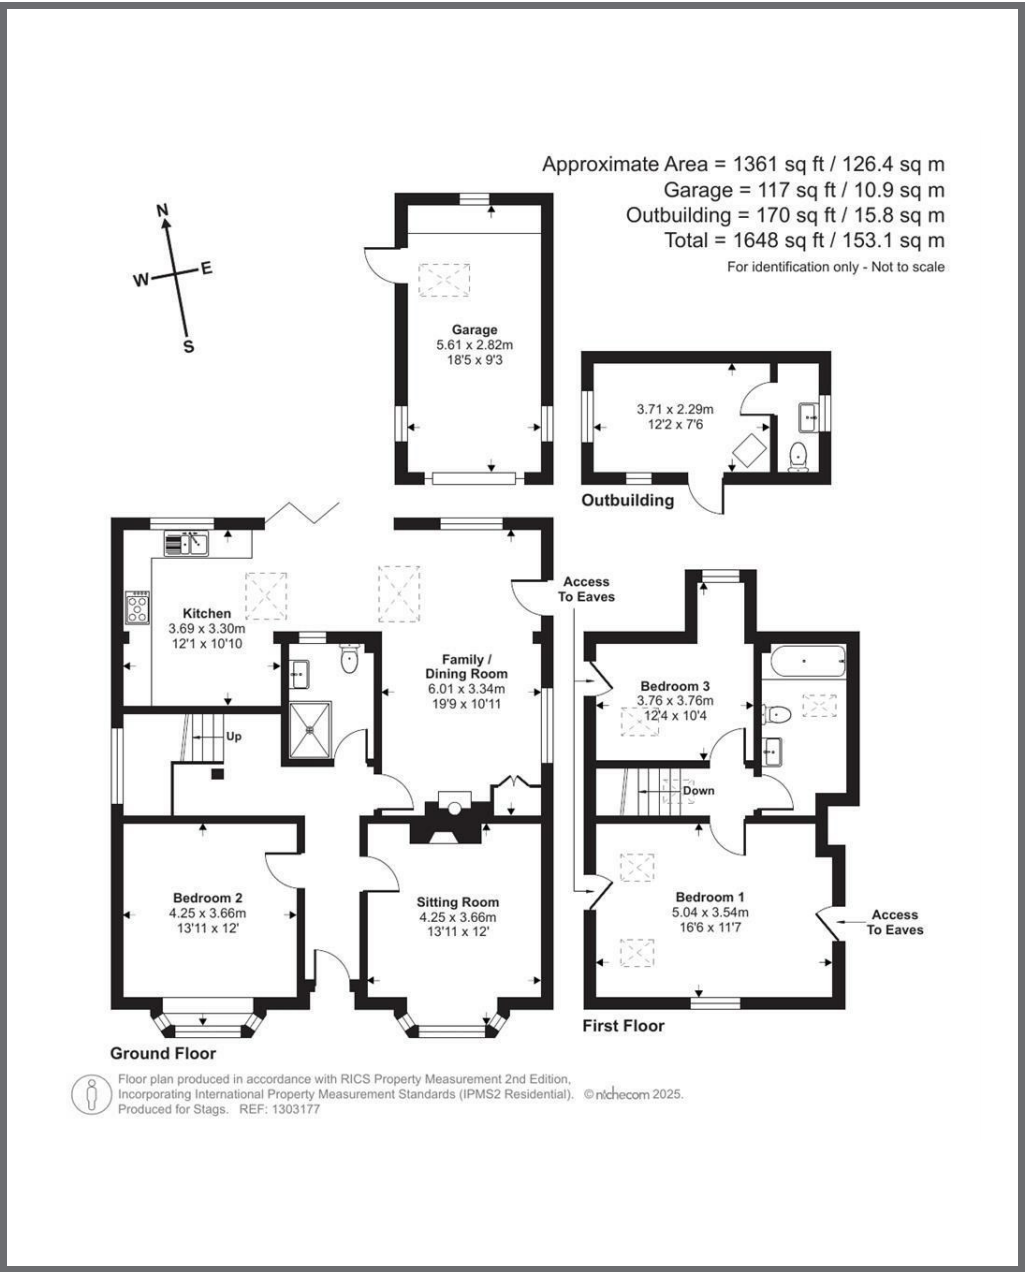 Approximate Area = 1361 sq ft / 126.4 sq m
Garage = 117 sq ft / 10.9 sq m
Outbuilding = 170 sq ft / 15.8 sq m
Total = 1648 sq ft / 153.1 sq m
For identification only - Not to scale
N
W
E
S
Garage
5.61 x 2.82m
18'5 x 9'3
3.71 x 2.29m
12'2 x 7'6
Outbuilding
Kitchen
3.69 x 3.30m
12'1 x 10'10
Family /
Dining Room
6.01 x 3.34m
19'9 x 10'11
Up
Bedroom 2
4.25 x 3.66m
13'11 x 12'
Sitting Room
4.25 x 3.66m
13'11 x 12'
Ground Floor
Access
To Eaves
Bedroom 3
3.76 x 3.76m
12'4 x 10'4
Down
Bedroom 1
5.04 x 3.54m
16'6 x 11'7
Access
To Eaves
First Floor
Floor plan produced in accordance with RICS Property Measurement 2nd Edition,
Incorporating International Property Measurement Standards (IPMS2 Residential). © nichecom 2025.
Produced for Stags. REF: 1303177